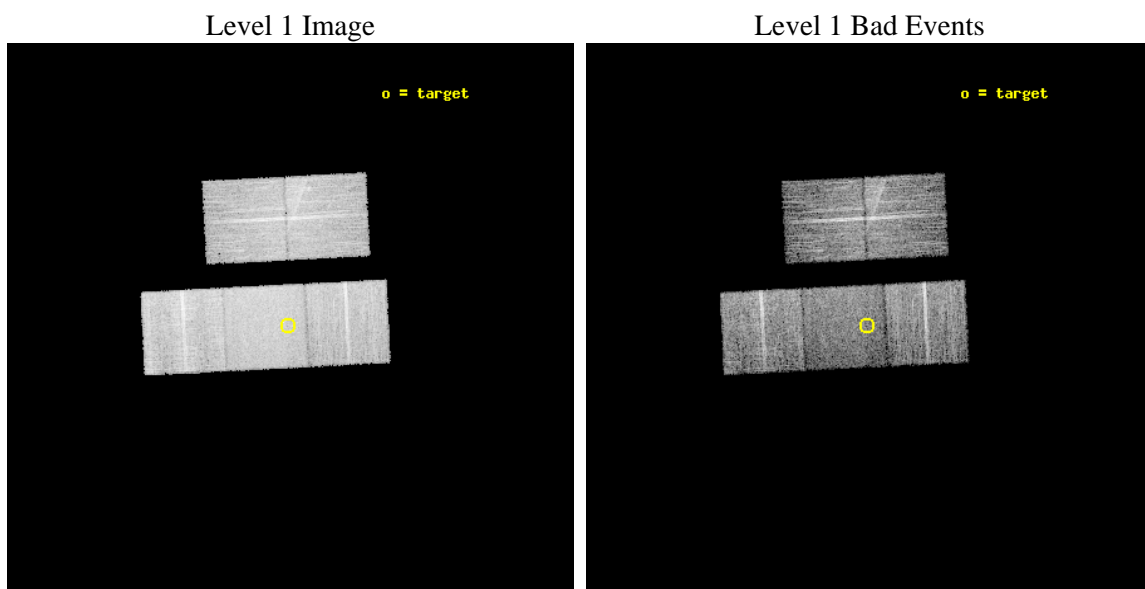 Level 1 Image
Level 1 Bad Events
o = target
o = target